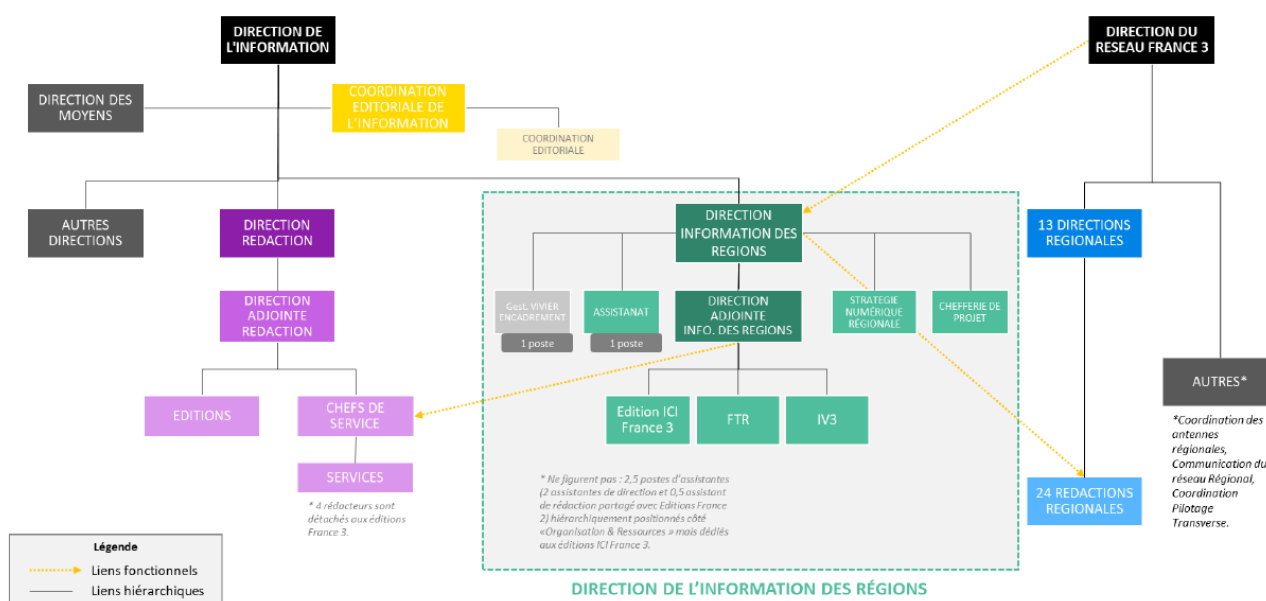 DIRECTION DE
L'INFORMATION
DIRECTION DU
RESEAU FRANCE 3
DIRECTION DES
MOYENS
COORDINATION
EDITORIALE DE
L'INFORMATION
COORDINATION
EDITORIALE
AUTRES
DIRECTIONS
DIRECTION
REDACTION
DIRECTION
INFORMATION DES
REGIONS
13 DIRECTIONS
REGIONALES
DIRECTION
ADJOINTE
REDACTION
Gest. VIVIER
ENCADREMENT
1 poste
ASSISTANAT
1 poste
DIRECTION
ADJOINTE
INFO. DES REGIONS
STRATEGIE
NUMÉRIQUE
RÉGIONALE
CHEFFERIE DE
PROJET
EDITIONS
CHEFS DE
SERVICE
Edition ICI
France 3
FTR
IV3
AUTRES*
*Coordination des
antennes
régionales,
Communication du
réseau Régional,
Coordination
Pilotage
Transverse.
SERVICES
* 4 rédacteurs sont
détachés aux éditions
France 3.
* Ne figurent pas : 2,5 postes d'assistantes
(2 assistantes de direction et 0,5 assistant
de rédaction partagé avec Editions France
2) hiérarchiquement positionnés côté
«Organisation & Ressources » mais dédiés
aux éditions ICI France 3.
24 REDACTIONS
REGIONALES
Légende
Liens fonctionnels
Liens hiérarchiques
DIRECTION DE L'INFORMATION DES RÉGIONS